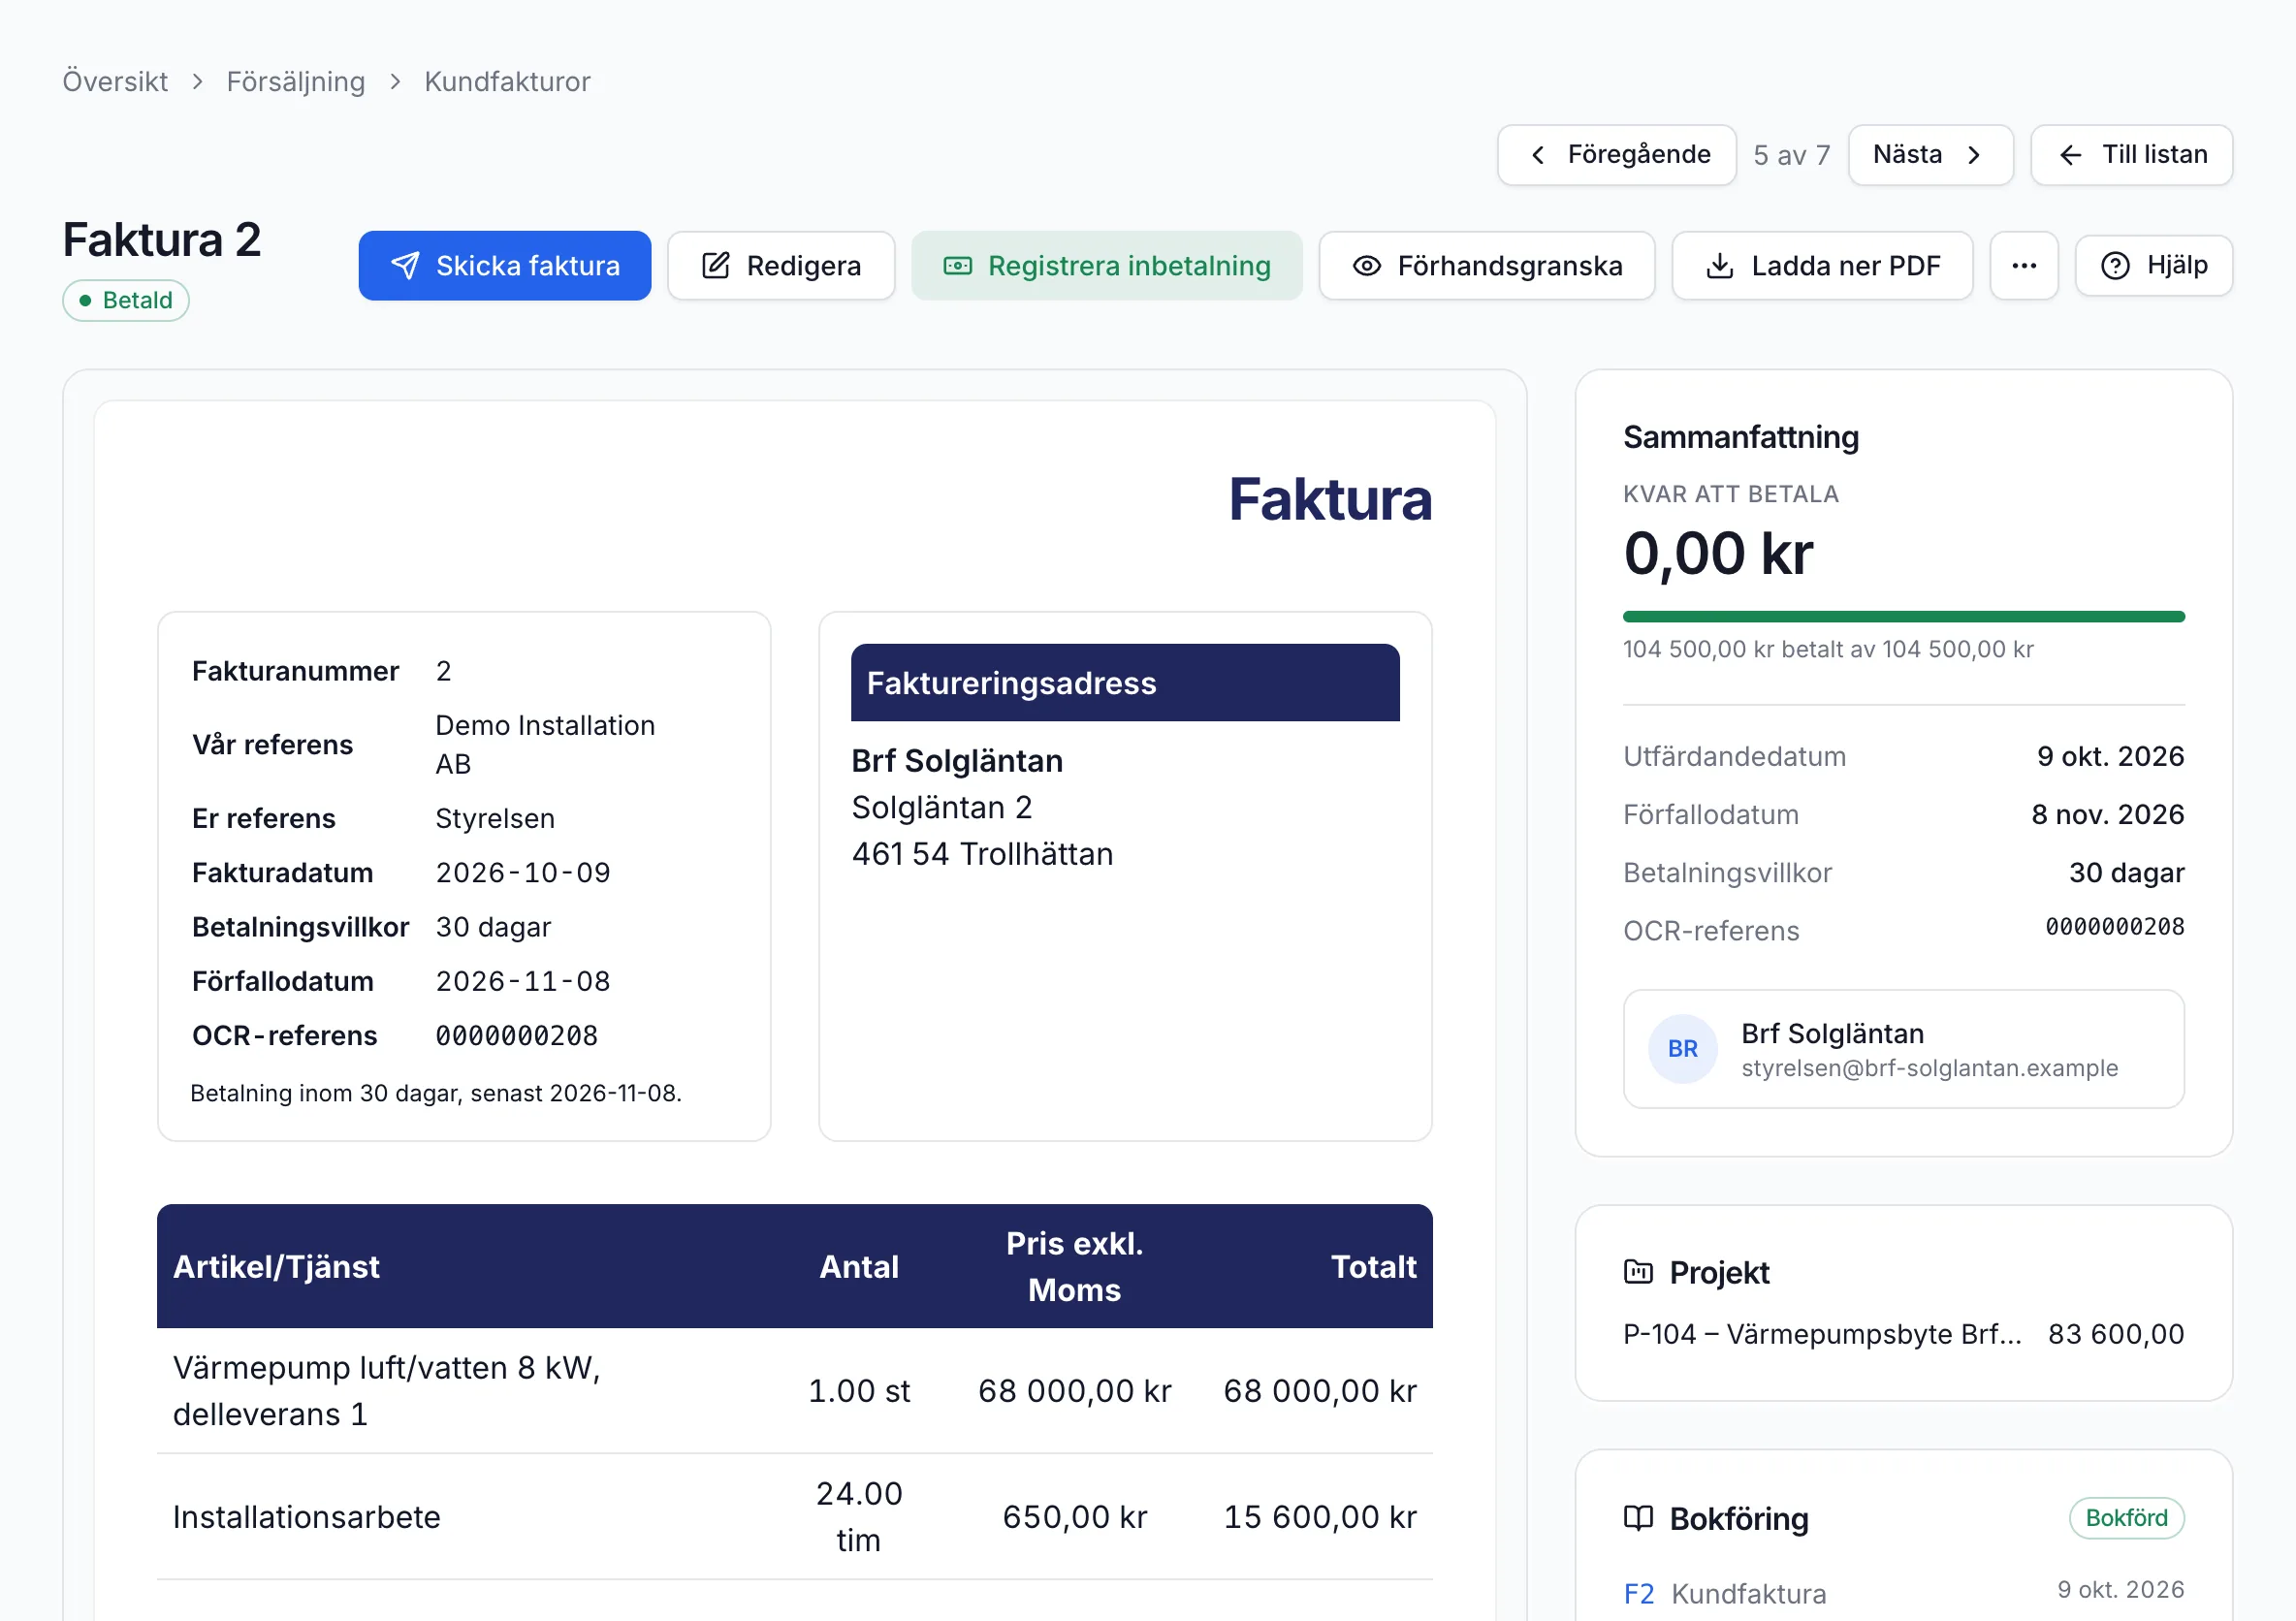 Översikt > Försäljning > Kundfakturor
Föregående 5 av 7 Nästa Till listan
Faktura 2
Betald
Skicka faktura Redigera Registrera inbetalning Förhandsgranska Ladda ner PDF ... Hjälp
Faktura
Fakturanummer 2
Vår referens Demo Installation
AB
Er referens Styrelsen
Fakturadatum 2026-10-09
Betalningsvillkor 30 dagar
Förfallodatum 2026-11-08
OCR-referens 0000000208
Betalning inom 30 dagar, senast 2026-11-08.
Faktureringsadress
Brf Solgläntan
Solgläntan 2
461 54 Trollhättan
Artikel/Tjänst Antal Pris exkl. Moms Totalt
Värmepump luft/vatten 8 kW,
delleverans 1
1.00 st 68 000,00 kr 68 000,00 kr
Installationsarbete 24.00 tim 650,00 kr 15 600,00 kr
Sammanfattning
KVAR ATT BETALA
0,00 kr
104 500,00 kr betalt av 104 500,00 kr
Utfärdandedatum 9 okt. 2026
Förfallodatum 8 nov. 2026
Betalningsvillkor 30 dagar
OCR-referens 0000000208
BR
Brf Solgläntan
styrelsen@brf-solglantan.example
Projekt
P-104 – Värmepumpsbyte Brf... 83 600,00
Bokföring Bokförd
F2 Kundfaktura 9 okt. 2026